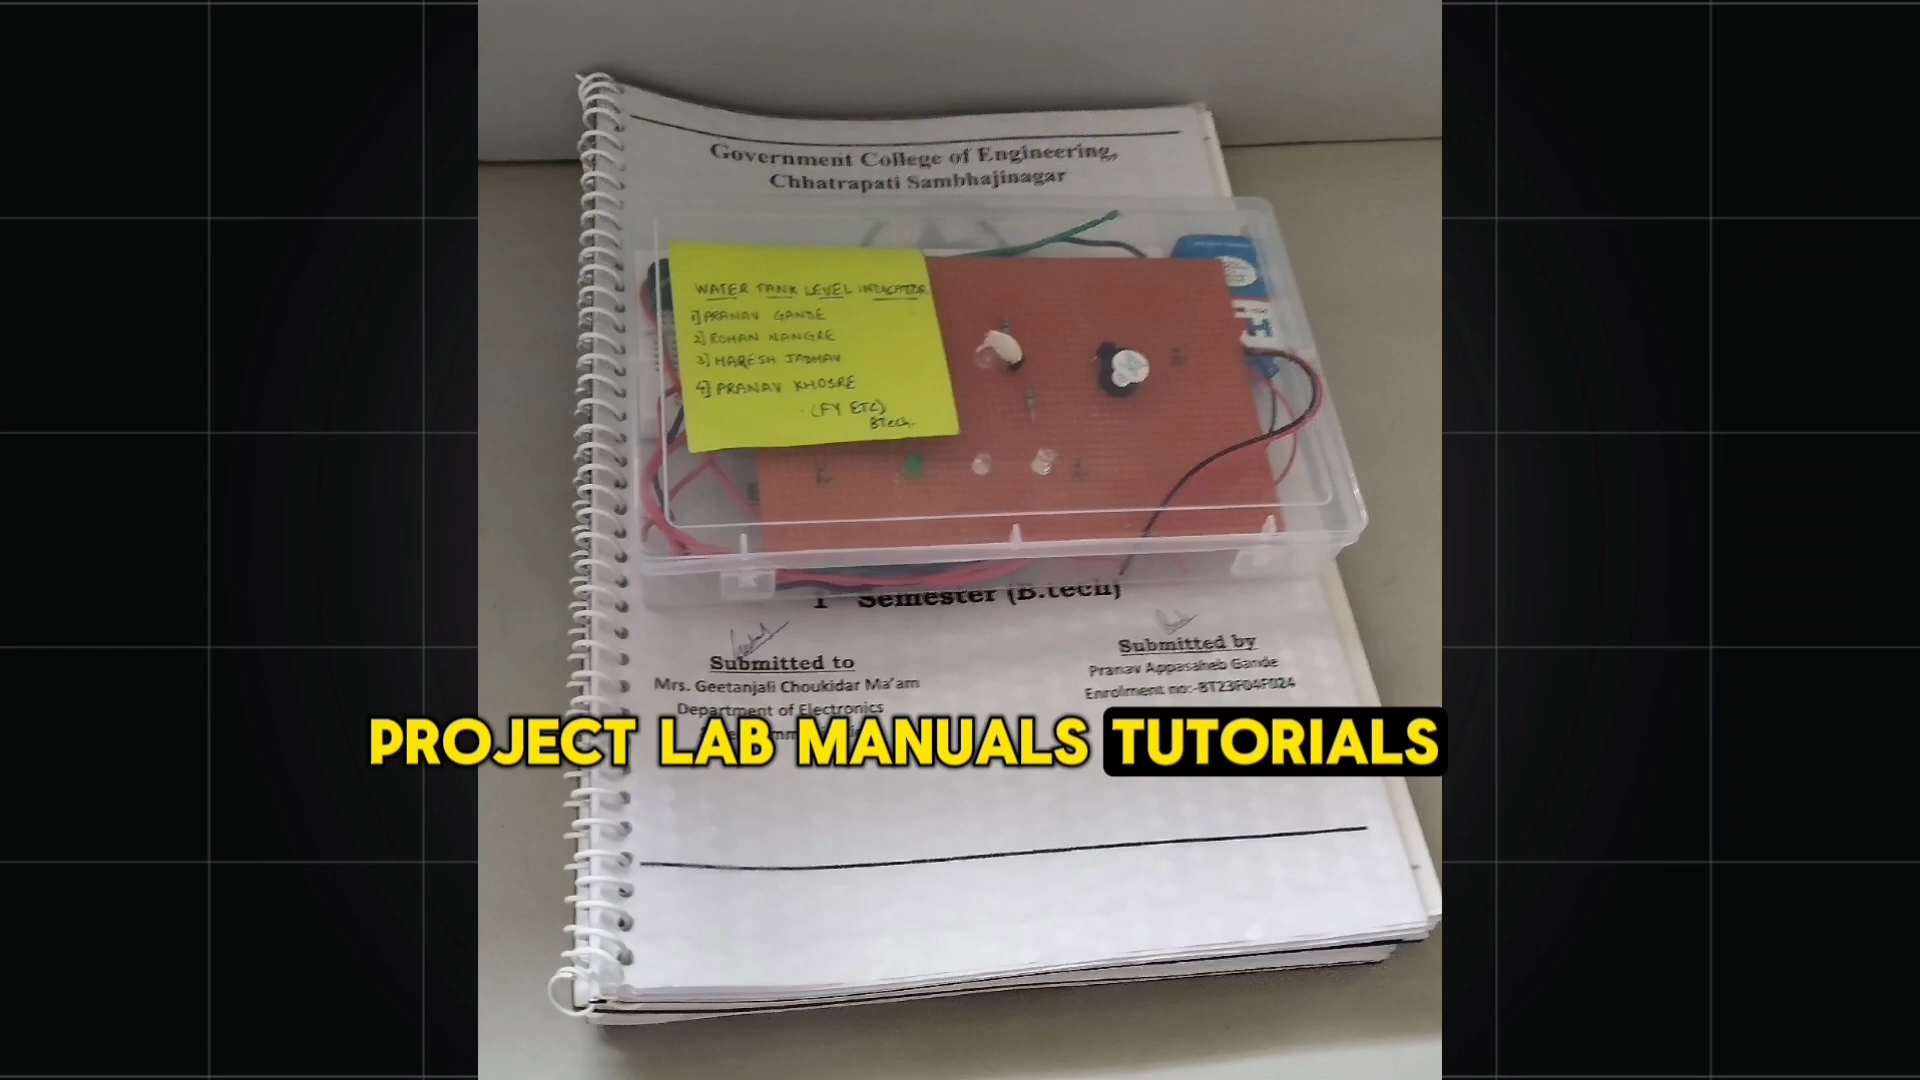 Government College of Engineering,
Chhatrapati Sambhajinagar
WATER TANK LEVEL INDICATOR
1] PRANAV GANDE
2] ROHAN NANGRE
3] HARESH JADHAV
4] PRANAV KHOSRE
(FY ETC)
BTech.
1 Semester (B.tech)
Submitted to
Mrs. Geetanjali Choukidar Ma'am
Department of Electronics
Submitted by
Pranav Appasaheb Gande
Enrolment no:-BT23F04F024
PROJECT LAB MANUALS TUTORIALS